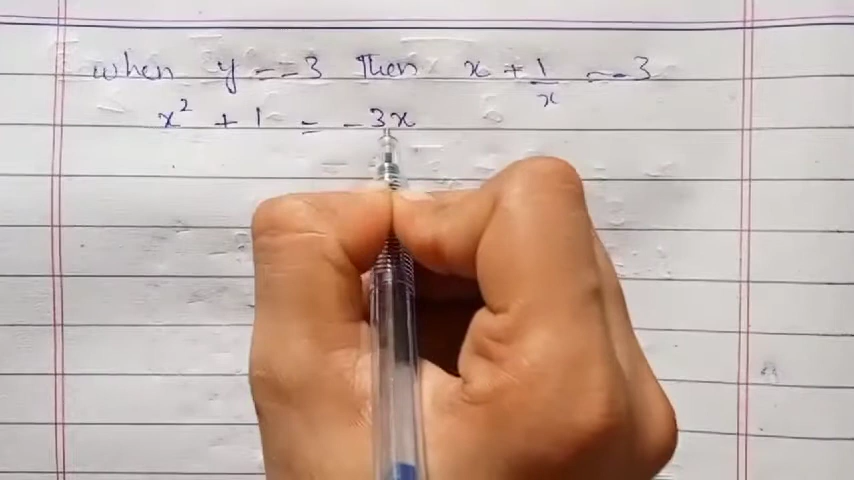 when y = -3 Then x + 1/x = -3
x² + 1 = -3x